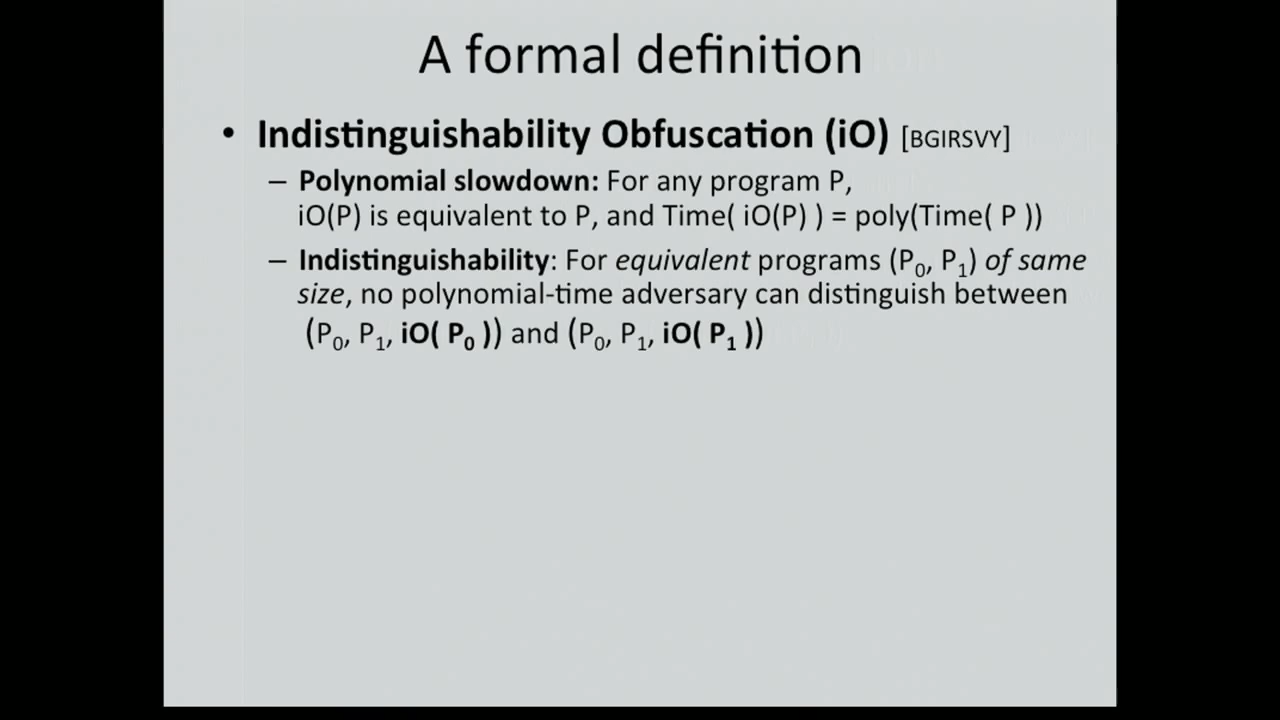 A formal definition
• Indistinguishability Obfuscation (iO) [BGIRSVY]
– Polynomial slowdown: For any program P,
iO(P) is equivalent to P, and Time( iO(P) ) = poly(Time( P ))
– Indistinguishability: For equivalent programs (P₀, P₁) of same
size, no polynomial-time adversary can distinguish between
(P₀, P₁, iO( P₀ )) and (P₀, P₁, iO( P₁ ))